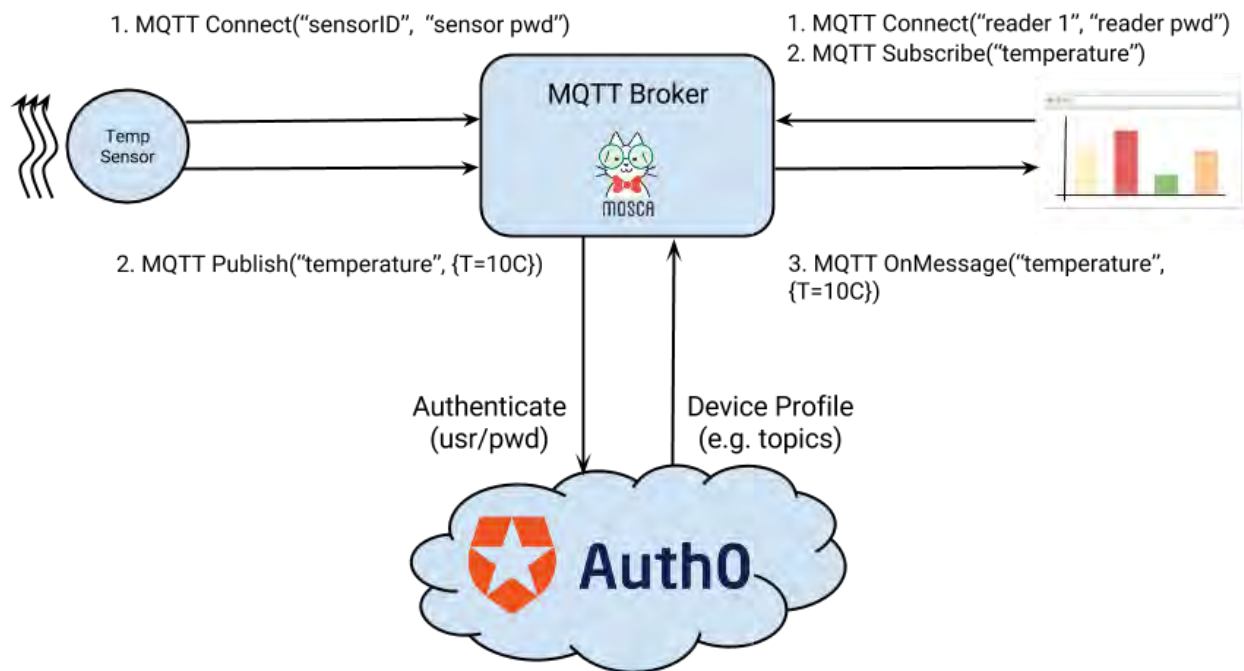 1. MQTT Connect(“sensorID”, “sensor pwd”)
1. MQTT Connect(“reader 1”, “reader pwd”)
2. MQTT Subscribe(“temperature”)
MQTT Broker
Temp
Sensor
MOSCA
2. MQTT Publish(“temperature”, {T=10C})
3. MQTT OnMessage(“temperature”,
{T=10C})
Authenticate
(usr/pwd)
Device Profile
(e.g. topics)
Auth0